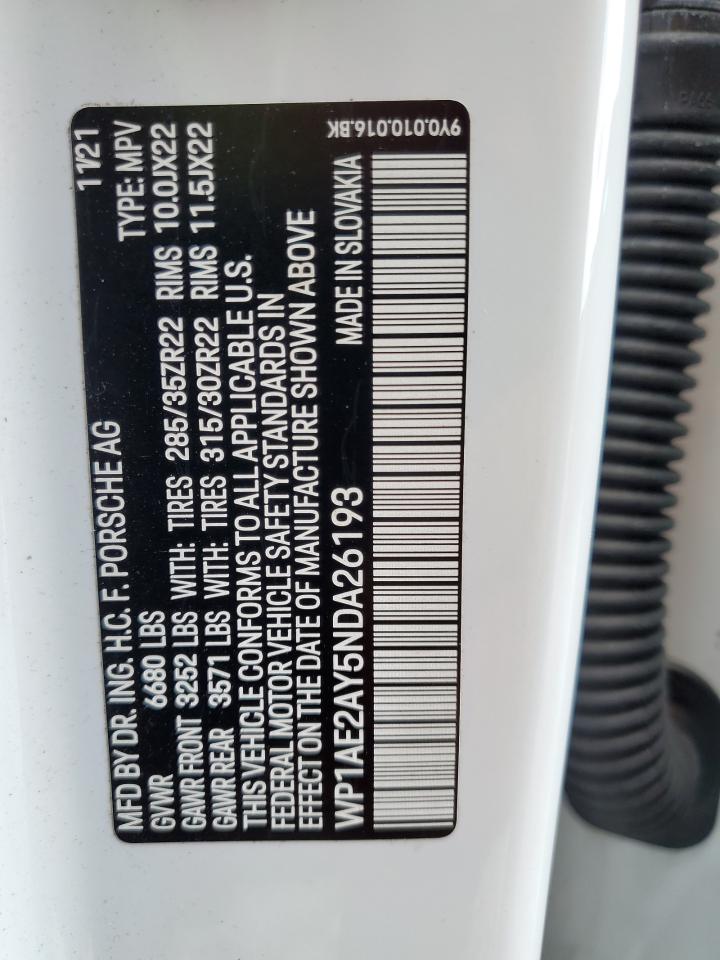 MFD BY DR. ING. H.C. F. PORSCHE AG 11/21
GVWR 6680 LBS TYPE: MPV
GAWR FRONT 3252 LBS WITH: TIRES 285/35ZR22 RIMS 10.0JX22
GAWR REAR 3571 LBS WITH: TIRES 315/30ZR22 RIMS 11.5JX22
THIS VEHICLE CONFORMS TO ALL APPLICABLE U.S.
FEDERAL MOTOR VEHICLE SAFETY STANDARDS IN
EFFECT ON THE DATE OF MANUFACTURE SHOWN ABOVE
WP1AE2AY5NDA26193 MADE IN SLOVAKIA
9Y0.010.016.BK